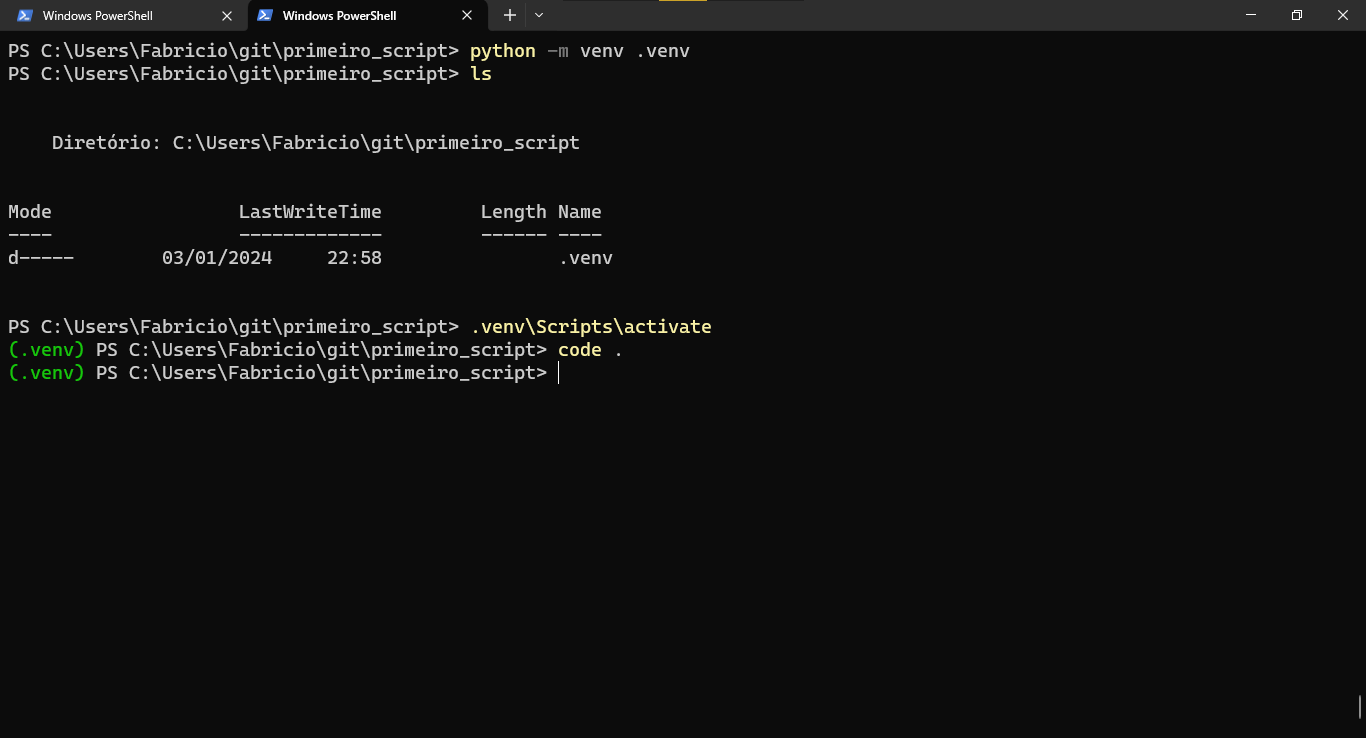 Windows PowerShell
Windows PowerShell
PS C:\Users\Fabricio\git\primeiro_script> python -m venv .venv
PS C:\Users\Fabricio\git\primeiro_script> ls
Diretório: C:\Users\Fabricio\git\primeiro_script
Mode LastWriteTime Length Name
---- ------------- ------ ----
d----- 03/01/2024 22:58 .venv
PS C:\Users\Fabricio\git\primeiro_script> .venv\Scripts\activate
(.venv) PS C:\Users\Fabricio\git\primeiro_script> code .
(.venv) PS C:\Users\Fabricio\git\primeiro_script>